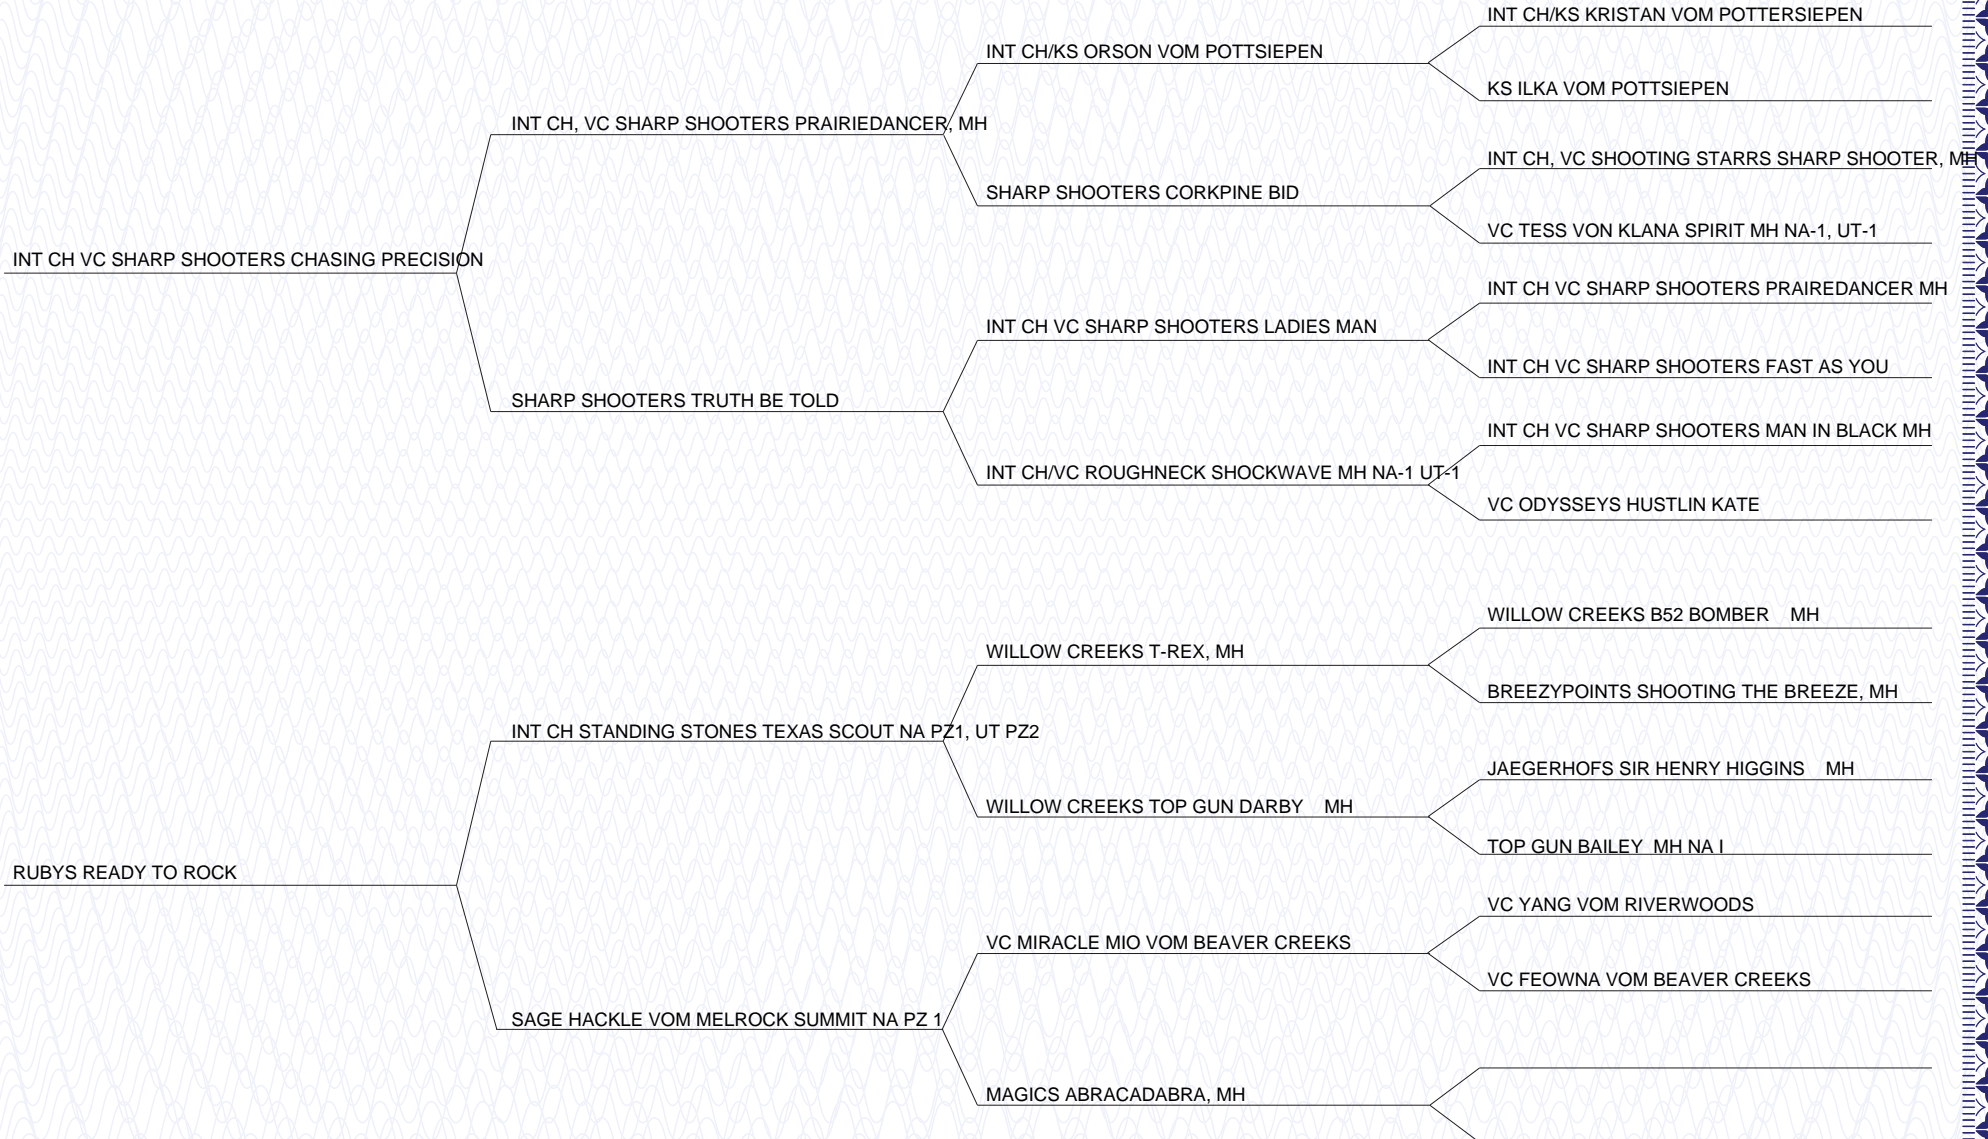 INT CH/KS KRISTAN VOM POTTERSIEPEN
INT CH/KS ORSON VOM POTTSIEPEN
KS ILKA VOM POTTSIEPEN
INT CH, VC SHARP SHOOTERS PRAIRIEDANCER, MH
INT CH, VC SHOOTING STARRS SHARP SHOOTER, MH
SHARP SHOOTERS CORKPINE BID
VC TESS VON KLANA SPIRIT MH NA-1, UT-1
INT CH VC SHARP SHOOTERS CHASING PRECISION
INT CH VC SHARP SHOOTERS PRAIREDANCER MH
INT CH VC SHARP SHOOTERS LADIES MAN
INT CH VC SHARP SHOOTERS FAST AS YOU
SHARP SHOOTERS TRUTH BE TOLD
INT CH VC SHARP SHOOTERS MAN IN BLACK MH
INT CH/VC ROUGHNECK SHOCKWAVE MH NA-1 UT-1
VC ODYSSEYS HUSTLIN KATE
WILLOW CREEKS B52 BOMBER MH
WILLOW CREEKS T-REX, MH
BREEZYPOINTS SHOOTING THE BREEZE, MH
INT CH STANDING STONES TEXAS SCOUT NA PZ1, UT PZ2
JAEGERHOFS SIR HENRY HIGGINS MH
WILLOW CREEKS TOP GUN DARBY MH
TOP GUN BAILEY MH NA I
RUBYS READY TO ROCK
VC YANG VOM RIVERWOODS
VC MIRACLE MIO VOM BEAVER CREEKS
VC FEOWNA VOM BEAVER CREEKS
SAGE HACKLE VOM MELROCK SUMMIT NA PZ 1
MAGICS ABRACADABRA, MH